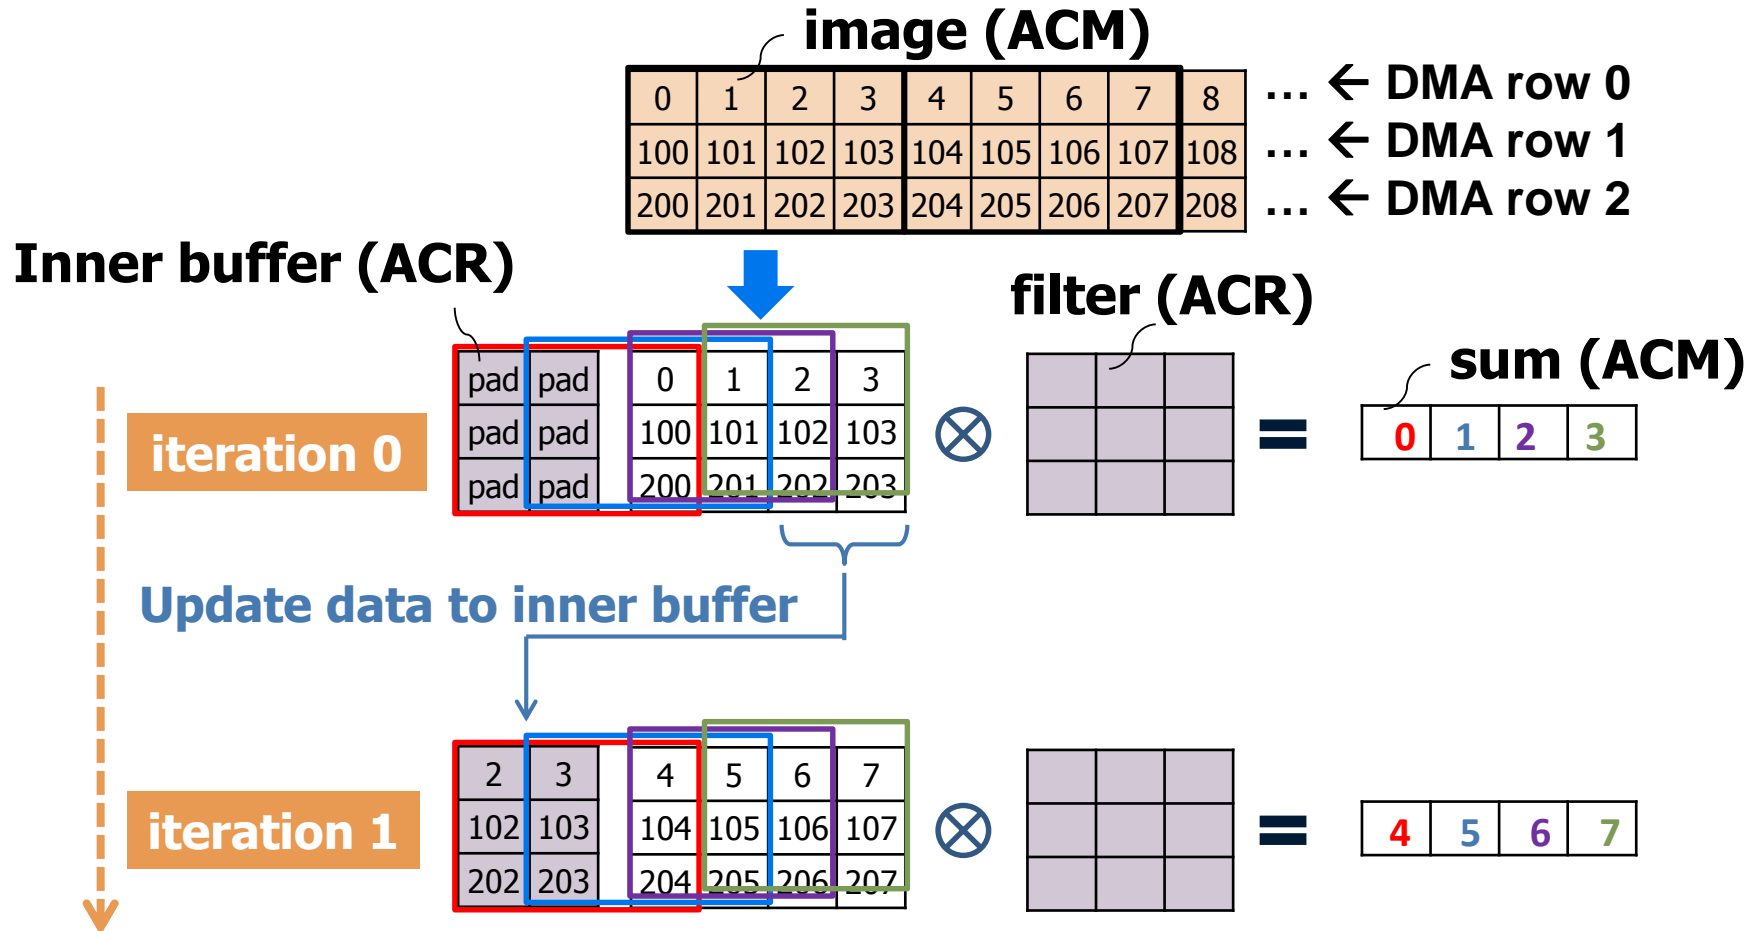 image (ACM)
0 1 2 3 4 5 6 7 8 ... ← DMA row 0
100 101 102 103 104 105 106 107 108 ... ← DMA row 1
200 201 202 203 204 205 206 207 208 ... ← DMA row 2
Inner buffer (ACR)
filter (ACR)
sum (ACM)
iteration 0
pad pad 0 1 2 3
pad pad 100 101 102 103
pad pad 200 201 202 203
⊗
=
0 1 2 3
Update data to inner buffer
iteration 1
2 3 4 5 6 7
102 103 104 105 106 107
202 203 204 205 206 207
⊗
=
4 5 6 7